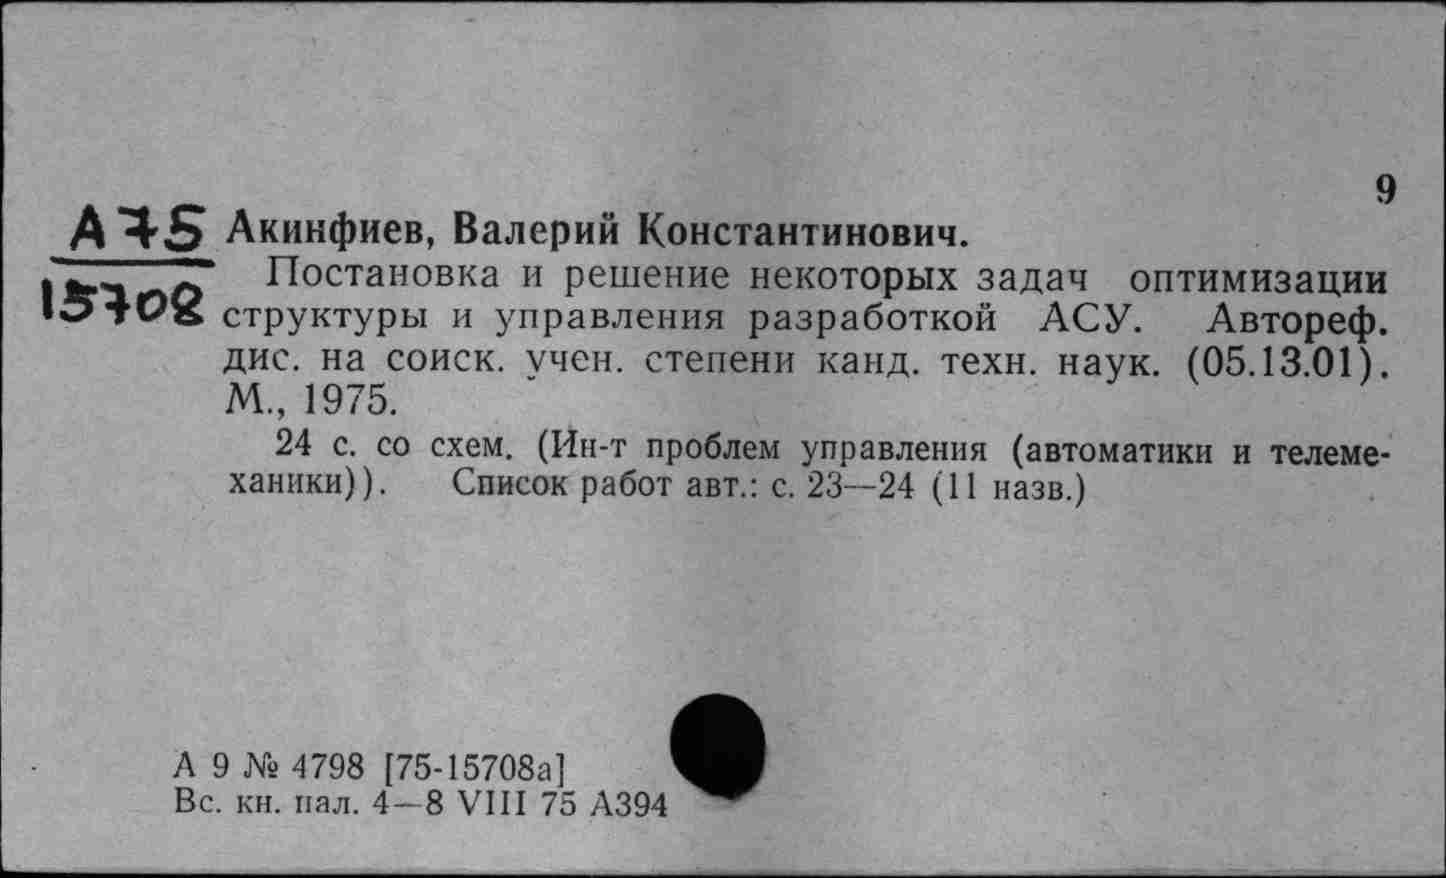 9
А 75 Акинфиев, Валерий Константинович.
15708
Постановка и решение некоторых задач оптимизации
структуры и управления разработкой АСУ. Автореф.
дис. на соиск. учен. степени канд. техн. наук. (05.13.01).
М., 1975.
24 с. со схем. (Ин-т проблем управления (автоматики и телеме-
ханики)). Список работ авт.: с. 23—24 (11 назв.)
А 9 № 4798 [75-15708а]
Вс. кн. пал. 4—8 VIII 75 А394